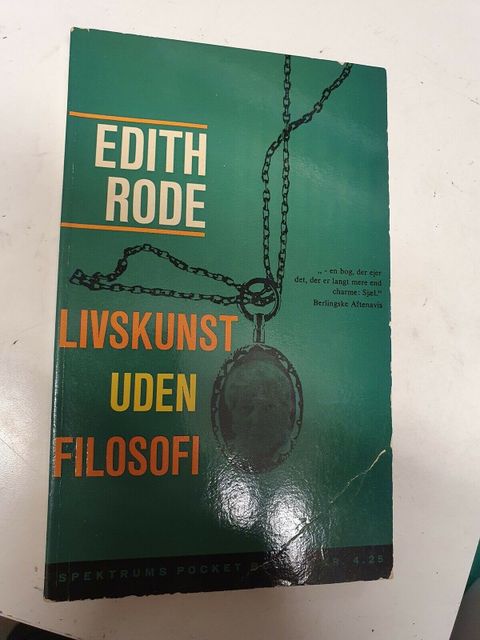 EDITH
RODE
„ - en bog, der ejer
det, der er langt mere end
charme: Sjæl.“
Berlingske Aftenavis
LIVSKUNST
UDEN
FILOSOFI
SPEKTRUMS POCKET 4.25